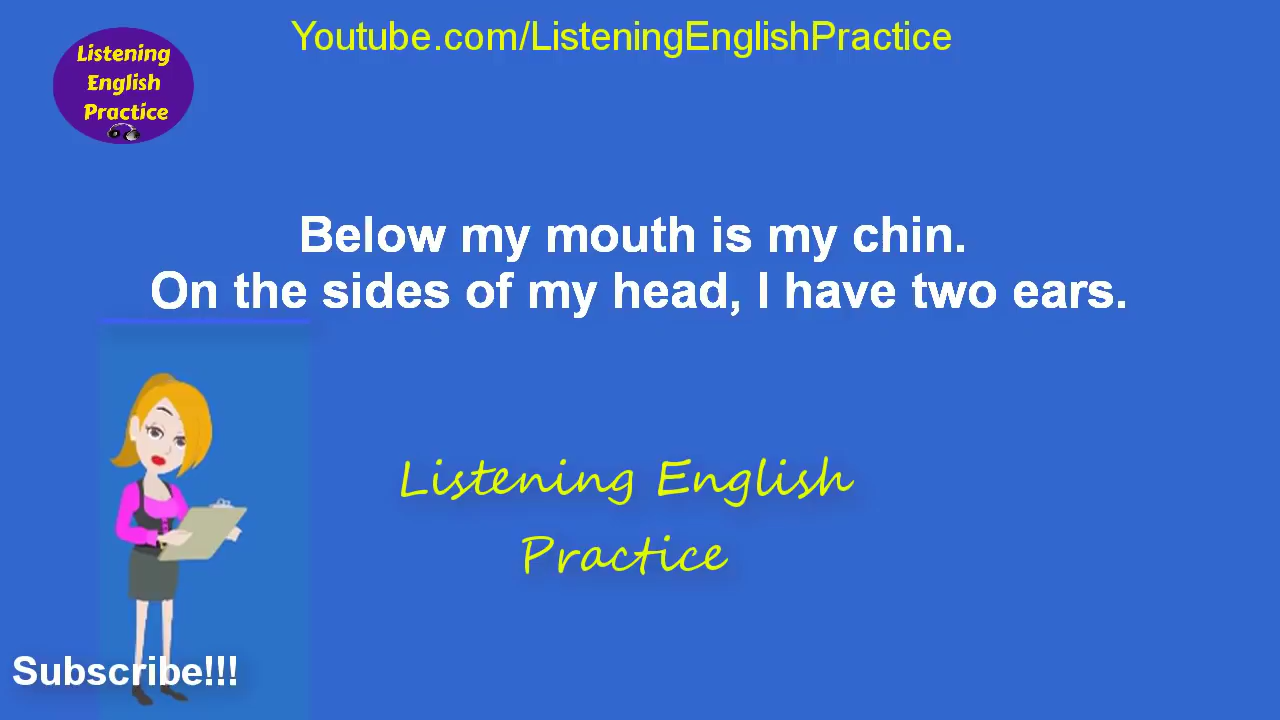 Youtube.com/ListeningEnglishPractice
Listening
English
Practice
Below my mouth is my chin.
On the sides of my head, I have two ears.
Listening English
Practice
Subscribe!!!